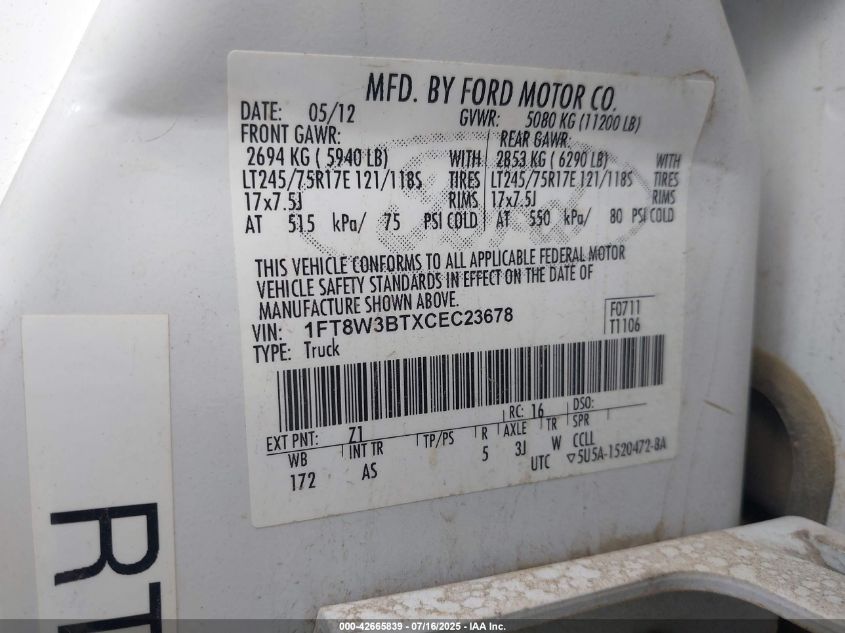 MFD. BY FORD MOTOR CO.
DATE: 05/12 GVWR: 5080 KG (11200 LB)
FRONT GAWR: REAR GAWR:
2694 KG ( 5940 LB) WITH 2853 KG ( 6290 LB) WITH
LT245/75R17E 121/118S TIRES LT245/75R17E 121/118S TIRES
17x7.5J RIMS 17x7.5J RIMS
AT 515 kPa/ 75 PSI COLD AT 550 kPa/ 80 PSI COLD
THIS VEHICLE CONFORMS TO ALL APPLICABLE FEDERAL MOTOR
VEHICLE SAFETY STANDARDS IN EFFECT ON THE DATE OF
MANUFACTURE SHOWN ABOVE.
VIN: 1FT8W3BTXCEC23678 F0711
TYPE: Truck T1106
EXT PNT: Z1 RC: 16 DSO:
WB INT TR TP/PS R AXLE TR SPR
172 AS 5 3J W CCLL
UTC ▽5U5A-1520472-8A
RT
000-42665839 - 07/16/2025 - IAA Inc.